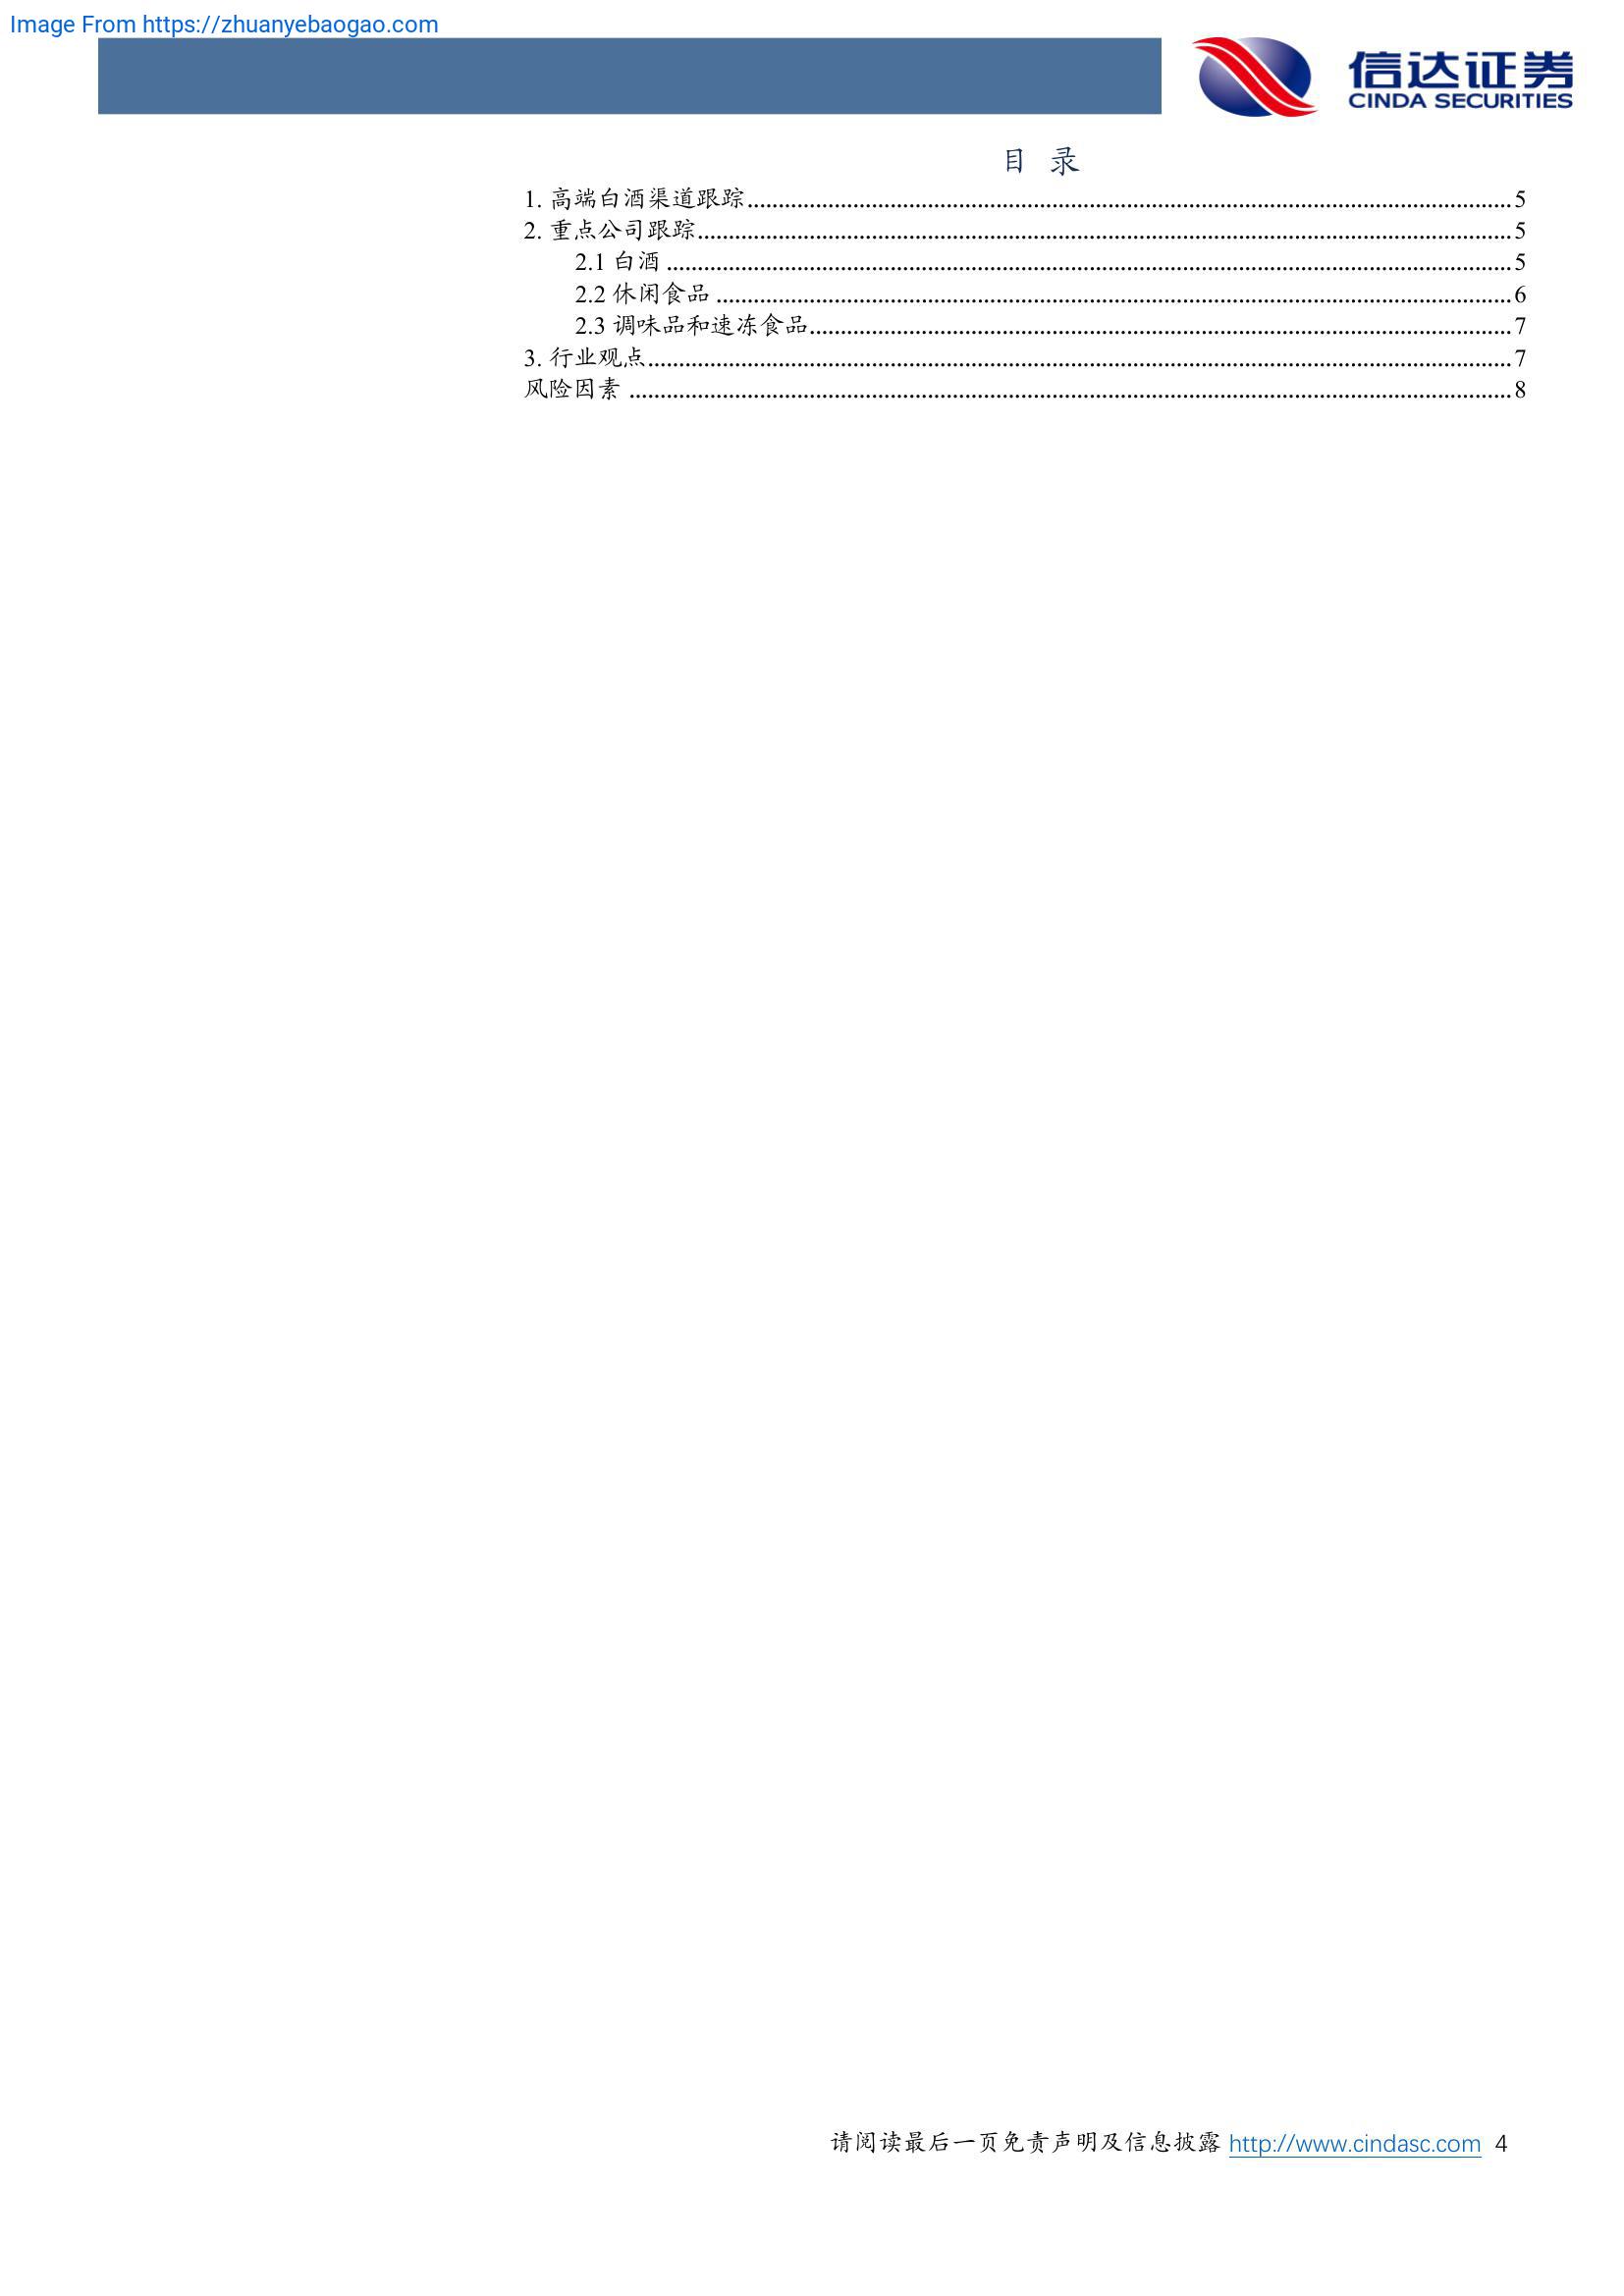 Image From https://zhuanyebaogao.com
信达证券
CINDA SECURITIES
目 录
1. 高端白酒渠道跟踪........................................5
2. 重点公司跟踪........................................5
2.1 白酒........................................5
2.2 休闲食品........................................6
2.3 调味品和速冻食品........................................7
3. 行业观点........................................7
风险因素........................................8
请阅读最后一页免责声明及信息披露 http://www.cindasc.com 4